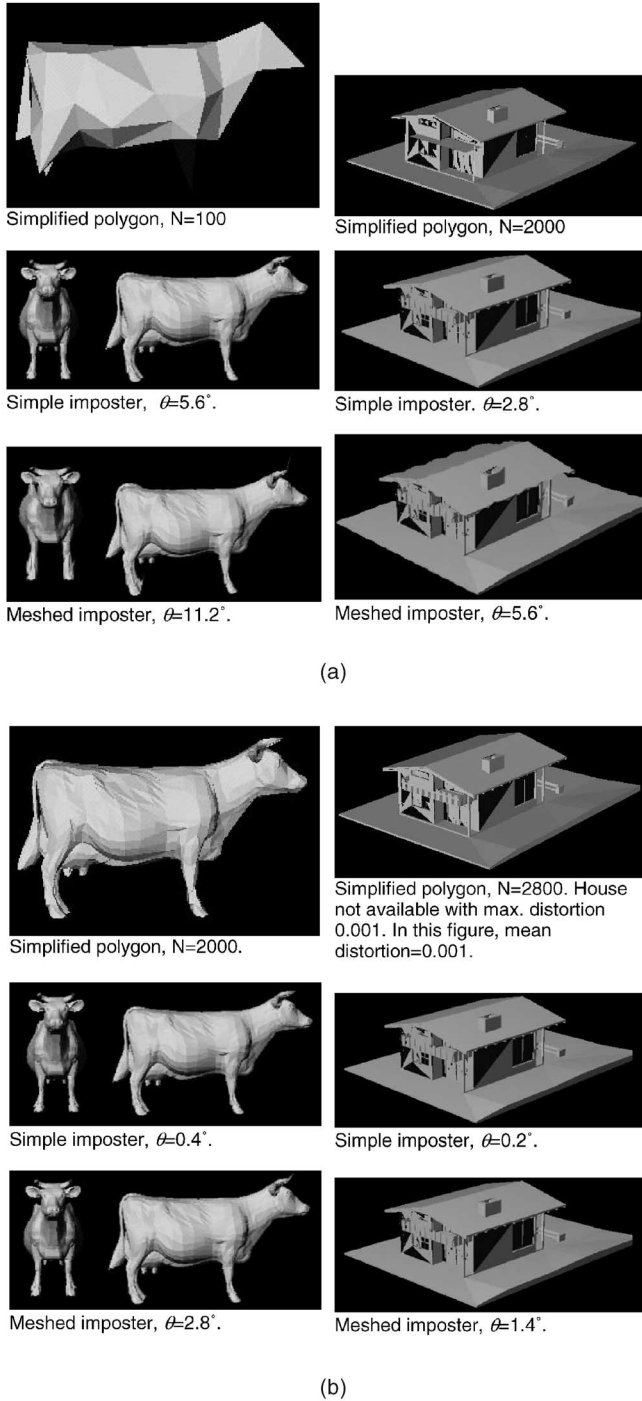 Simplified polygon, N=100
Simplified polygon, N=2000
Simple imposter, θ=5.6°.
Simple imposter. θ=2.8°.
Meshed imposter, θ=11.2°.
Meshed imposter, θ=5.6°.
(a)
Simplified polygon, N=2000.
Simplified polygon, N=2800. House
not available with max. distortion
0.001. In this figure, mean
distortion=0.001.
Simple imposter, θ=0.4°.
Simple imposter, θ=0.2°.
Meshed imposter, θ=2.8°.
Meshed imposter, θ=1.4°.
(b)